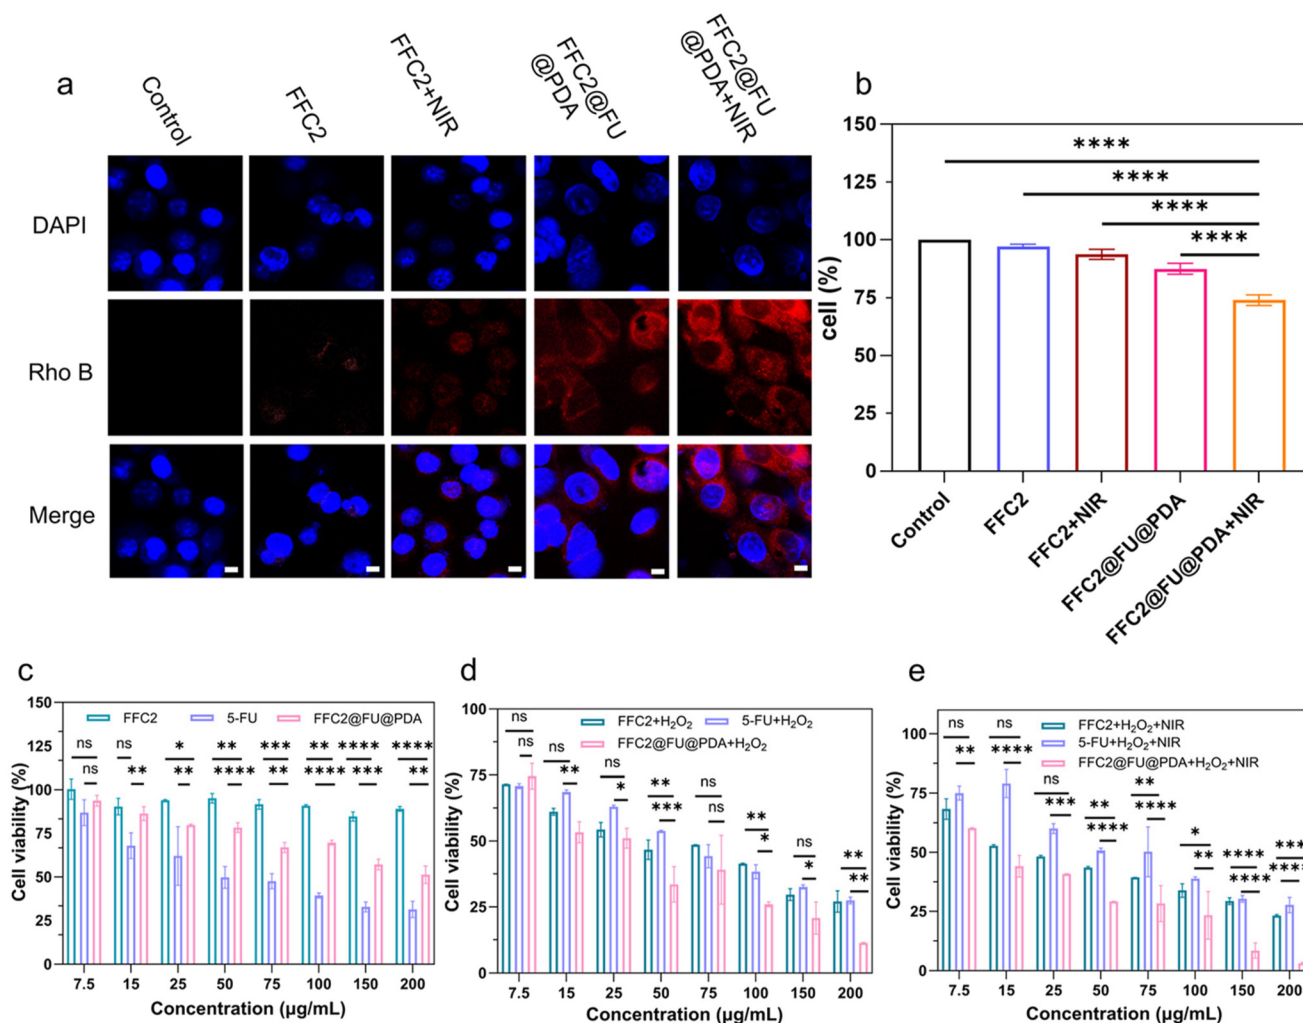 a
Control
FFC2
FFC2+NIR
FFC2@FU
@PDA
FFC2@FU
@PDA+NIR
DAPI
Rho B
Merge
b
150
125
100
75
50
25
0
cell (%)
****
****
****
****
Control
FFC2
FFC2+NIR
FFC2@FU@PDA
FFC2@FU@PDA+NIR
c
150
125
100
75
50
25
0
Cell viability (%)
FFC2 5-FU FFC2@FU@PDA
ns ns * ** *** ** **** ****
ns ** ** **** ** **** *** **
7.5 15 25 50 75 100 150 200
Concentration (μg/mL)
d
100
75
50
25
0
Cell viability (%)
FFC2+H₂O₂ 5-FU+H₂O₂
FFC2@FU@PDA+H₂O₂
ns ns ns ** ns ** ns **
ns ** * *** ns * * **
7.5 15 25 50 75 100 150 200
Concentration (μg/mL)
e
100
75
50
25
0
Cell viability (%)
FFC2+H₂O₂+NIR
5-FU+H₂O₂+NIR
FFC2@FU@PDA+H₂O₂+NIR
ns ns ns ** ** * **** ***
** **** *** **** **** ** **** ****
7.5 15 25 50 75 100 150 200
Concentration (μg/mL)